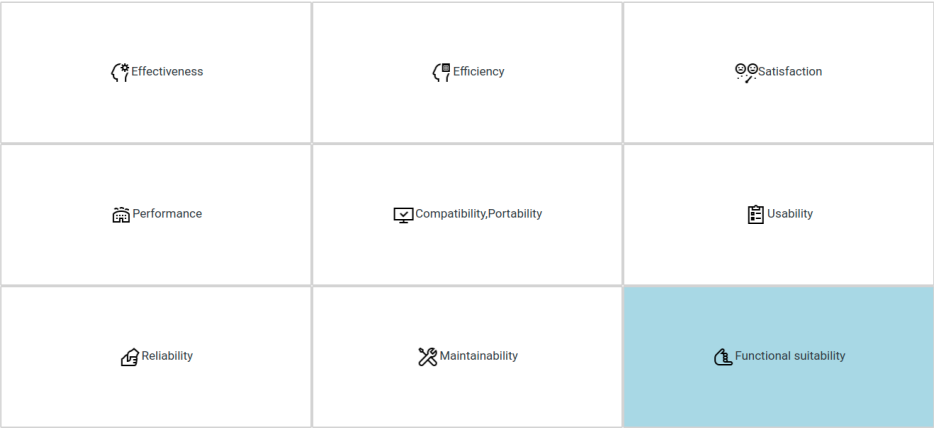 Effectiveness
Efficiency
Satisfaction
Performance
Compatibility,Portability
Usability
Reliability
Maintainability
Functional suitability